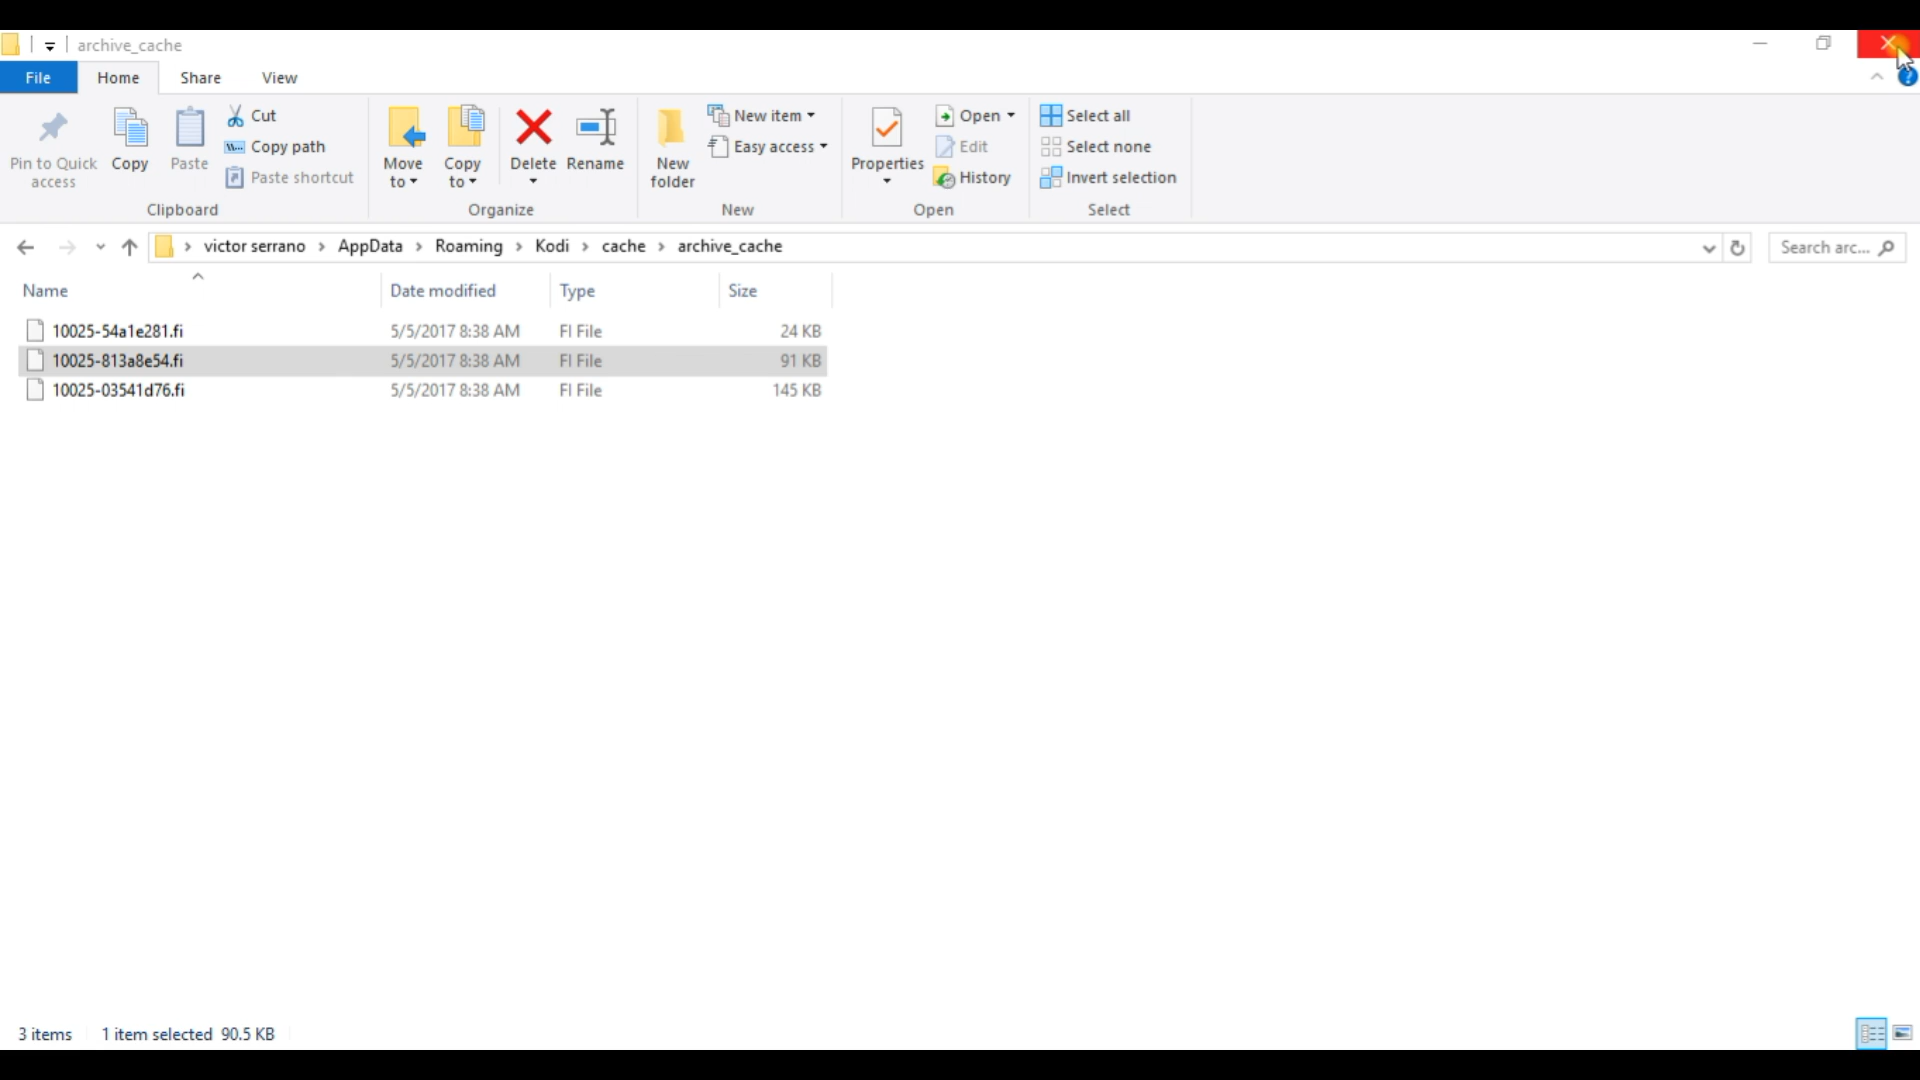 archive_cache
File Home Share View
Pin to Quick access
Copy
Paste
Cut
Copy path
Paste shortcut
Clipboard
Move to
Copy to
Delete
Rename
Organize
New folder
New item
Easy access
New
Properties
Open
Edit
History
Open
Select all
Select none
Invert selection
Select
victor serrano › AppData › Roaming › Kodi › cache › archive_cache
Search arc...
Name Date modified Type Size
10025-54a1e281.fi 5/5/2017 8:38 AM FI File 24 KB
10025-813a8e54.fi 5/5/2017 8:38 AM FI File 91 KB
10025-03541d76.fi 5/5/2017 8:38 AM FI File 145 KB
3 items 1 item selected 90.5 KB